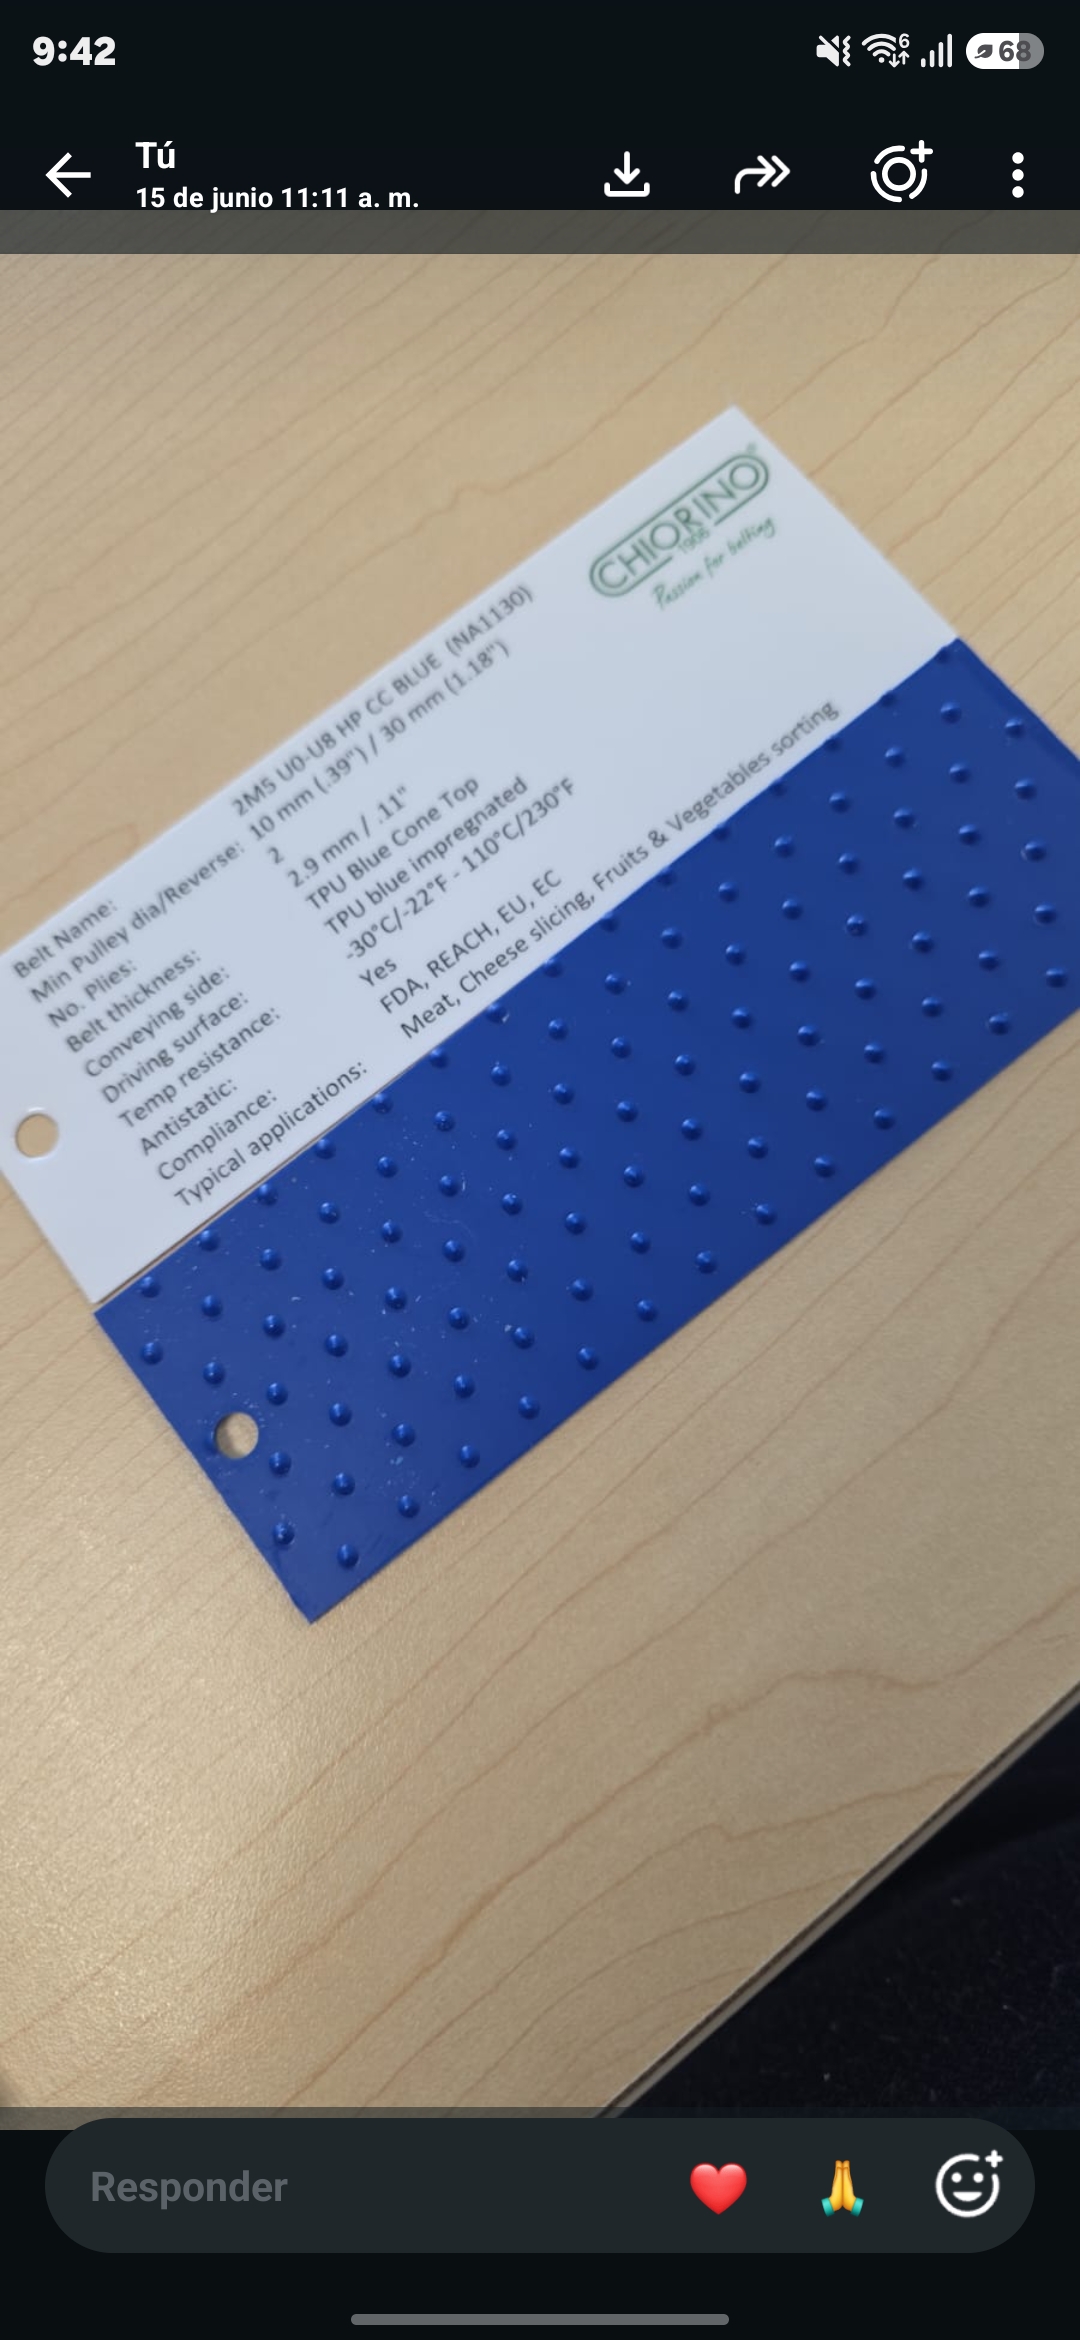 9:42
6
68
Tú
15 de junio 11:11 a. m.
CHIORINO®
1906
Passion for belting
Belt Name: 2M5 U0-U8 HP CC BLUE (NA1130)
Min Pulley dia/Reverse: 10 mm (.39") / 30 mm (1.18")
No. Plies: 2
Belt thickness: 2.9 mm / .11"
Conveying side: TPU Blue Cone Top
Driving surface: TPU blue impregnated
Temp resistance: -30°C/-22°F - 110°C/230°F
Antistatic: Yes
Compliance: FDA, REACH, EU, EC
Typical applications: Meat, Cheese slicing, Fruits & Vegetables sorting
Responder